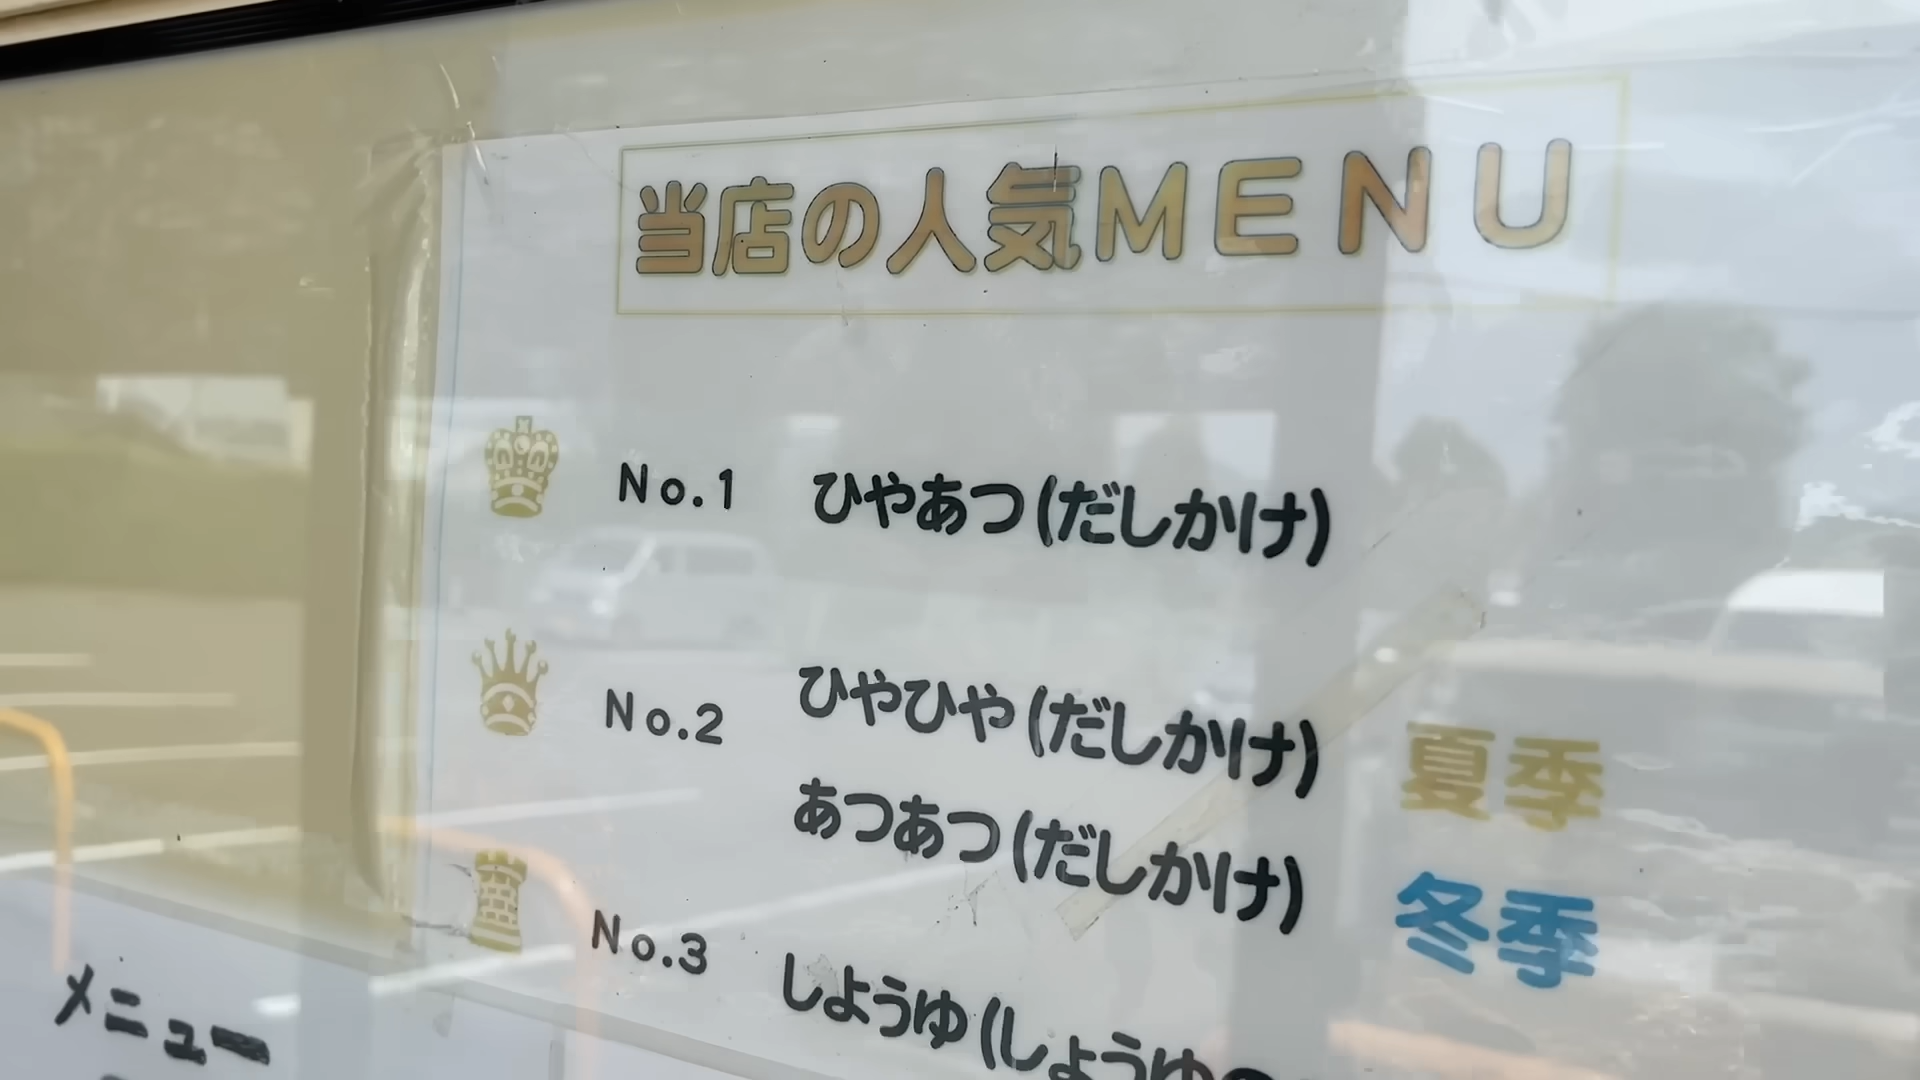 当店の人気MENU
No.1 ひやあつ(だしかけ)
No.2 ひやひや(だしかけ) 夏季
あつあつ(だしかけ) 冬季
No.3 しょうゆ(しょうゆ
メニュー